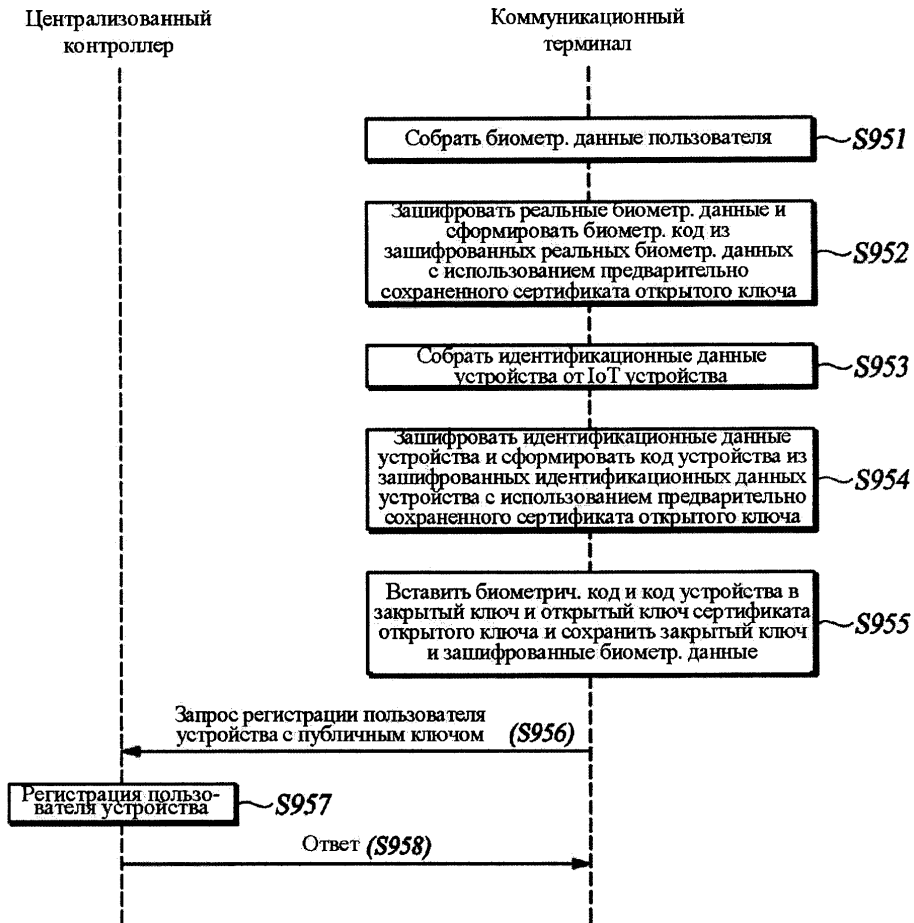 Централизованный
контроллер
Коммуникационный
терминал
Собрать биометр. данные пользователя
S951
Зашифровать реальные биометр. данные и
сформировать биометр. код из
зашифрованных реальных биометр. данных
с использованием предварительно
сохраненного сертификата открытого ключа
S952
Собрать идентификационные данные
устройства от IoT устройства
S953
Зашифровать идентификационные данные
устройства и сформировать код устройства из
зашифрованных идентификационных данных
устройства с использованием предварительно
сохраненного сертификата открытого ключа
S954
Вставить биометрич. код и код устройства в
закрытый ключ и открытый ключ сертификата
открытого ключа и сохранить закрытый ключ
и зашифрованные биометр. данные
S955
Запрос регистрации пользователя
устройства с публичным ключом (S956)
Регистрация пользо-
вателя устройства
S957
Ответ (S958)